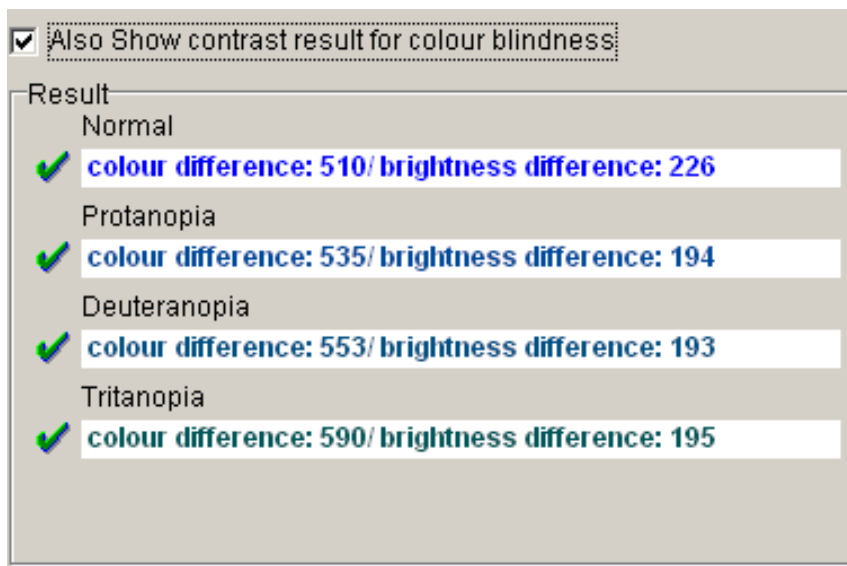 Also Show contrast result for colour blindness
Result
Normal
colour difference: 510/ brightness difference: 226
Protanopia
colour difference: 535/ brightness difference: 194
Deuteranopia
colour difference: 553/ brightness difference: 193
Tritanopia
colour difference: 590/ brightness difference: 195